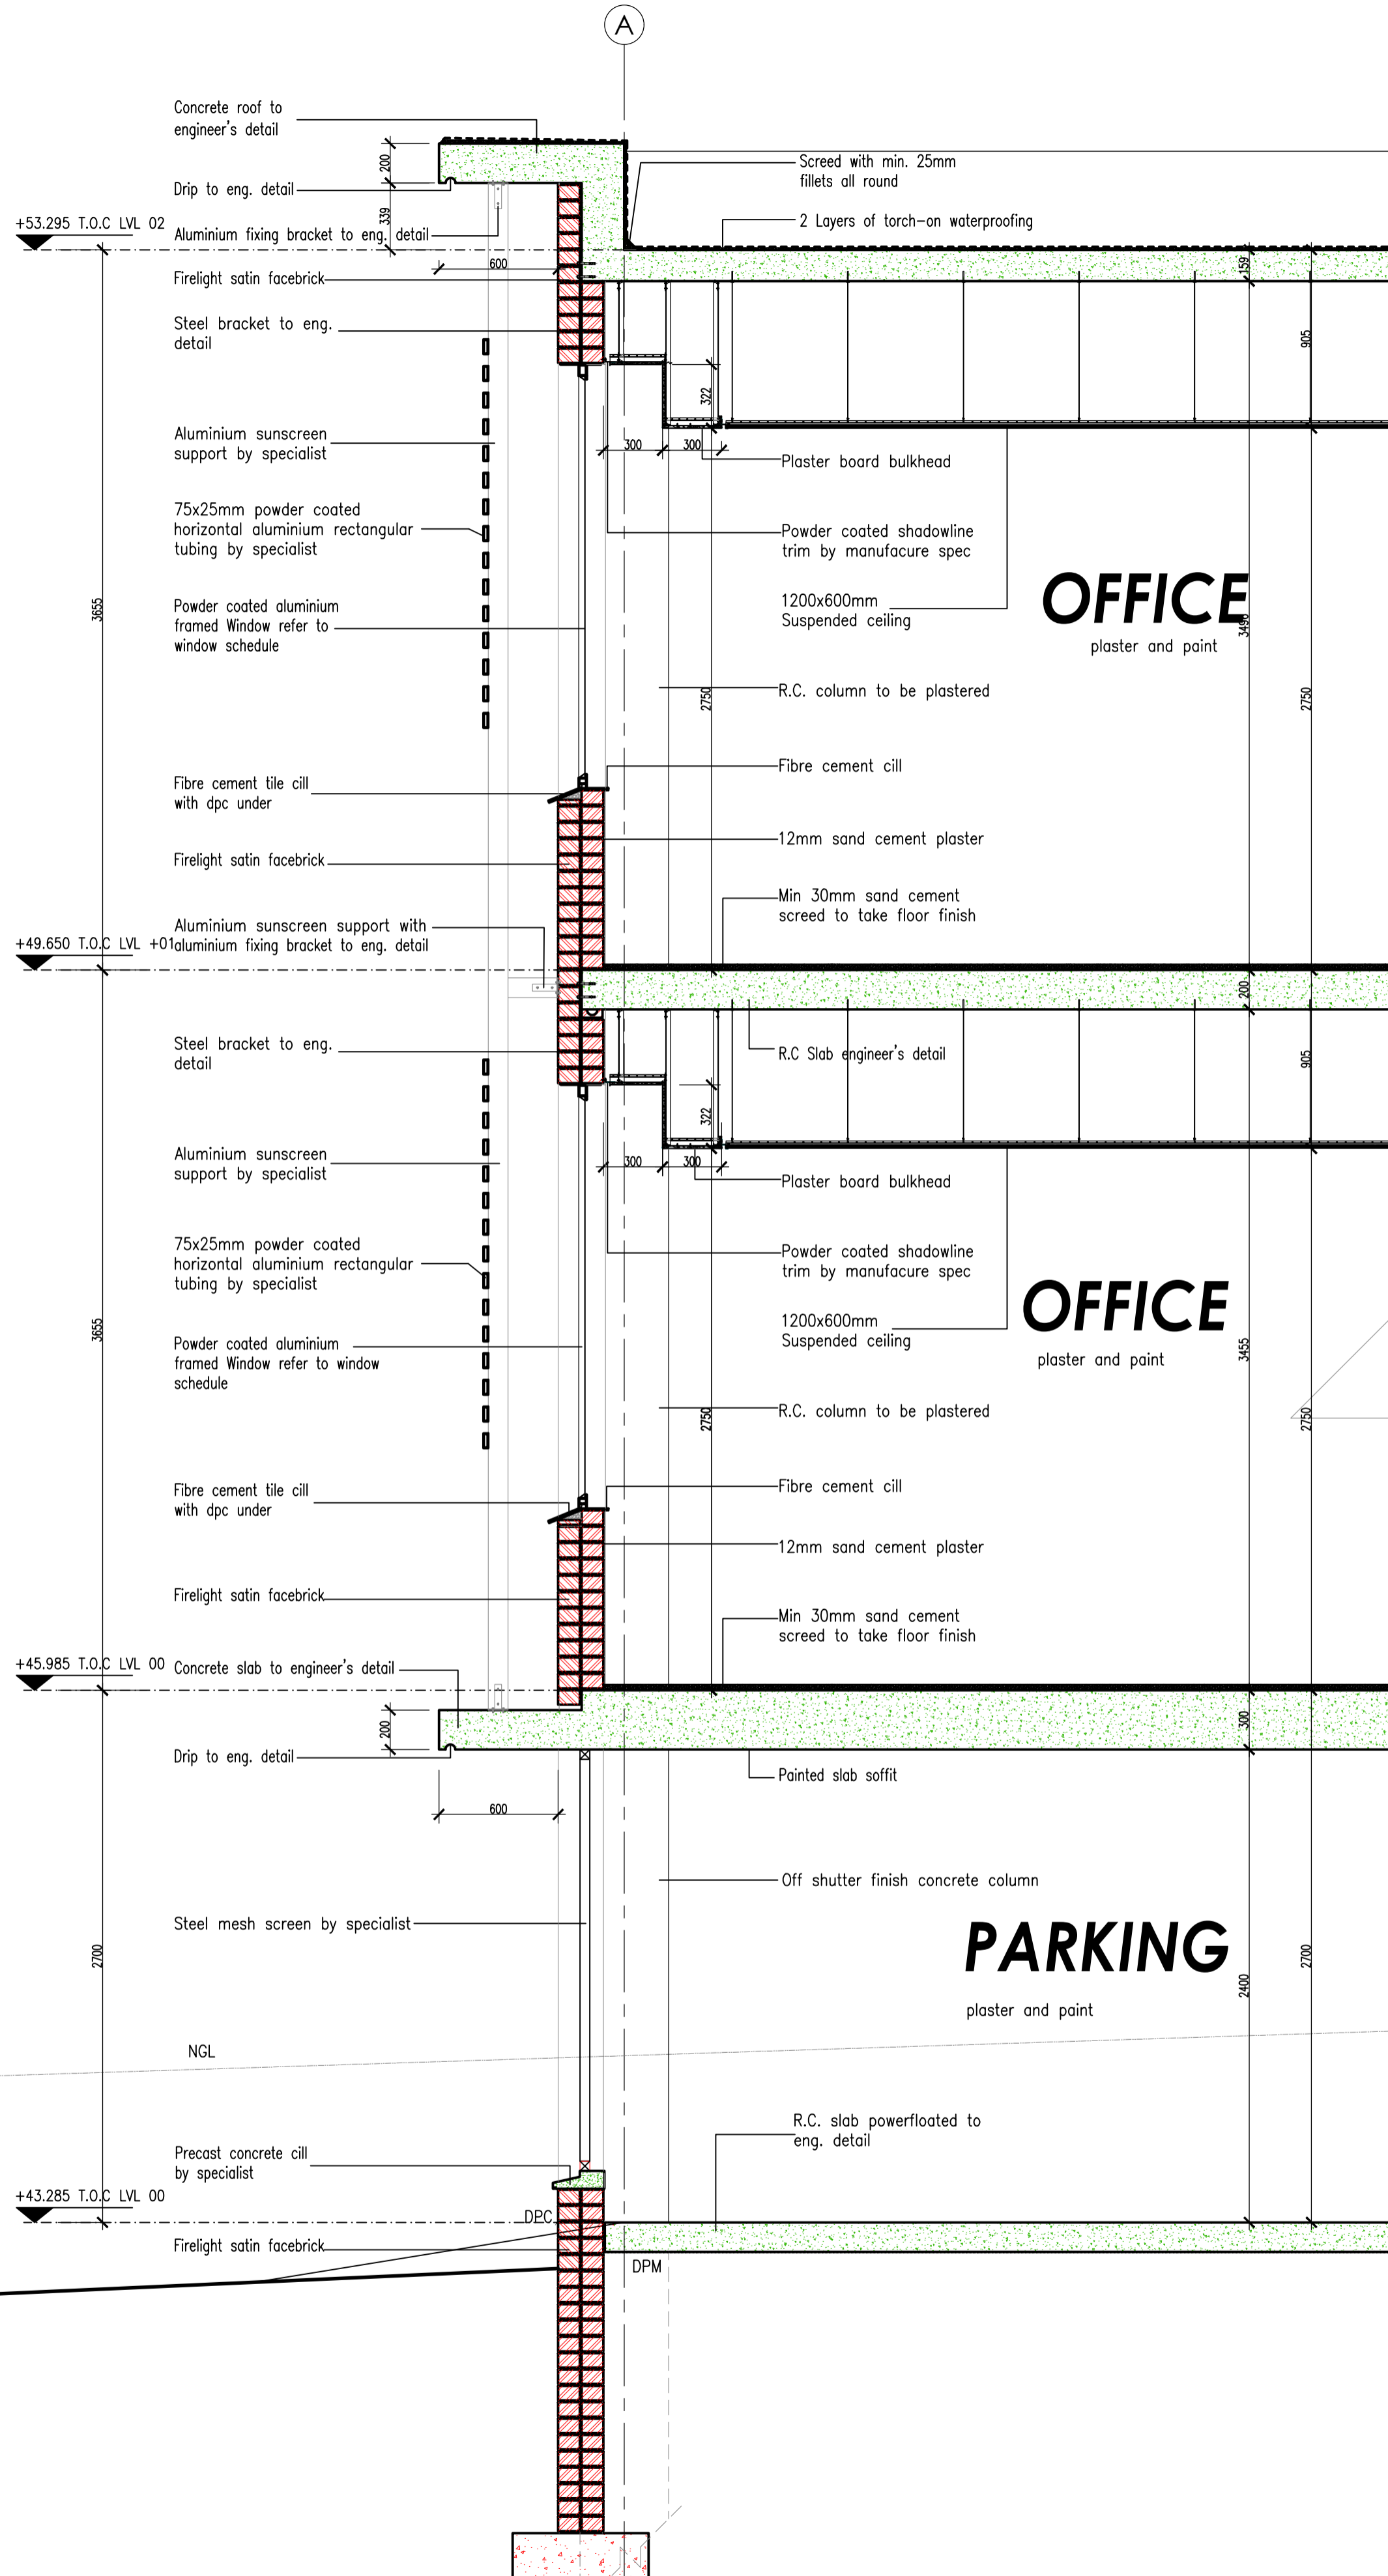 A
Concrete roof to
engineer's detail
200
Drip to eng. detail
339
+53.295 T.O.C LVL 02
Aluminium fixing bracket to eng. detail
600
Firelight satin facebrick
Steel bracket to eng.
detail
Screed with min. 25mm
fillets all round
2 Layers of torch-on waterproofing
159
905
322
300
300
Plaster board bulkhead
Aluminium sunscreen
support by specialist
75x25mm powder coated
horizontal aluminium rectangular
tubing by specialist
Powder coated shadowline
trim by manufacure spec
Powder coated aluminium
framed Window refer to
window schedule
3655
1200x600mm
Suspended ceiling
OFFICE
plaster and paint
R.C. column to be plastered
2750
2750
Fibre cement tile cill
with dpc under
Fibre cement cill
Firelight satin facebrick
12mm sand cement plaster
Min 30mm sand cement
screed to take floor finish
Aluminium sunscreen support with
aluminium fixing bracket to eng. detail
+49.650 T.O.C LVL +01
200
Steel bracket to eng.
detail
R.C Slab engineer's detail
905
322
300
300
Plaster board bulkhead
Aluminium sunscreen
support by specialist
75x25mm powder coated
horizontal aluminium rectangular
tubing by specialist
Powder coated shadowline
trim by manufacure spec
Powder coated aluminium
framed Window refer to window
schedule
3655
1200x600mm
Suspended ceiling
OFFICE
plaster and paint
3455
R.C. column to be plastered
2750
2750
Fibre cement tile cill
with dpc under
Fibre cement cill
Firelight satin facebrick
12mm sand cement plaster
Min 30mm sand cement
screed to take floor finish
+45.985 T.O.C LVL 00
Concrete slab to engineer's detail
200
300
Drip to eng. detail
Painted slab soffit
600
Off shutter finish concrete column
Steel mesh screen by specialist
2700
PARKING
plaster and paint
2400
2700
NGL
R.C. slab powerfloated to
eng. detail
Precast concrete cill
by specialist
+43.285 T.O.C LVL 00
DPC
Firelight satin facebrick
DPM